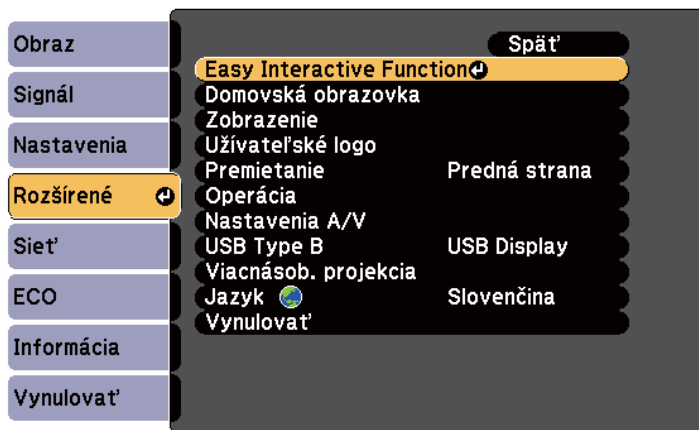 Obraz
Signál
Nastavenia
Rozšírené
Sieť
ECO
Informácia
Vynulovať
Späť
Easy Interactive Function
Domovská obrazovka
Zobrazenie
Užívateľské logo
Premietanie Predná strana
Operácia
Nastavenia A/V
USB Type B USB Display
Viacnásob. projekcia
Jazyk Slovenčina
Vynulovať